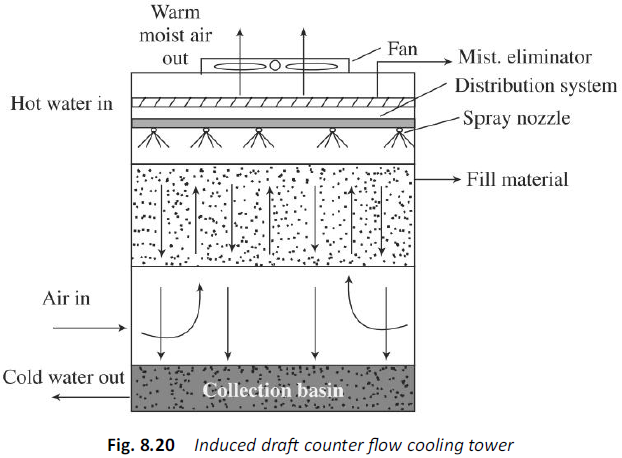 Warm
moist air
out
Fan
Mist. eliminator
Distribution system
Hot water in
Spray nozzle
Fill material
Air in
Cold water out
Collection basin
Fig. 8.20 Induced draft counter flow cooling tower